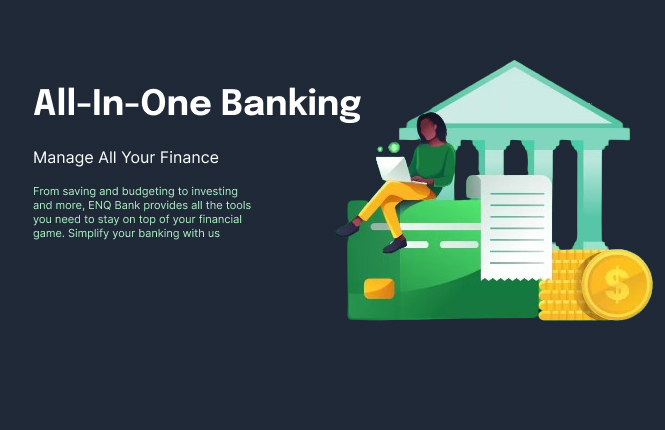 All-In-One Banking
Manage All Your Finance
From saving and budgeting to investing
and more, ENQ Bank provides all the tools
you need to stay on top of your financial
game. Simplify your banking with us
$